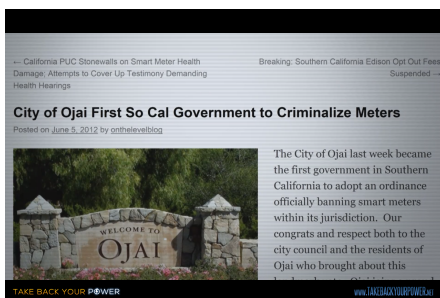 ← California PUC Stonewalls on Smart Meter Health
Damage; Attempts to Cover Up Testimony Demanding
Health Hearings
Breaking: Southern California Edison Opt Out Fees
Suspended →
City of Ojai First So Cal Government to Criminalize Meters
Posted on June 5, 2012 by onthelevelblog
WELCOME TO
OJAI
The City of Ojai last week became
the first government in Southern
California to adopt an ordinance
officially banning smart meters
within its jurisdiction. Our
congrats and respect both to the
city council and the residents of
Ojai who brought about this
TAKE BACK YOUR POWER
WWW.TAKEBACKYOURPOWER.NET